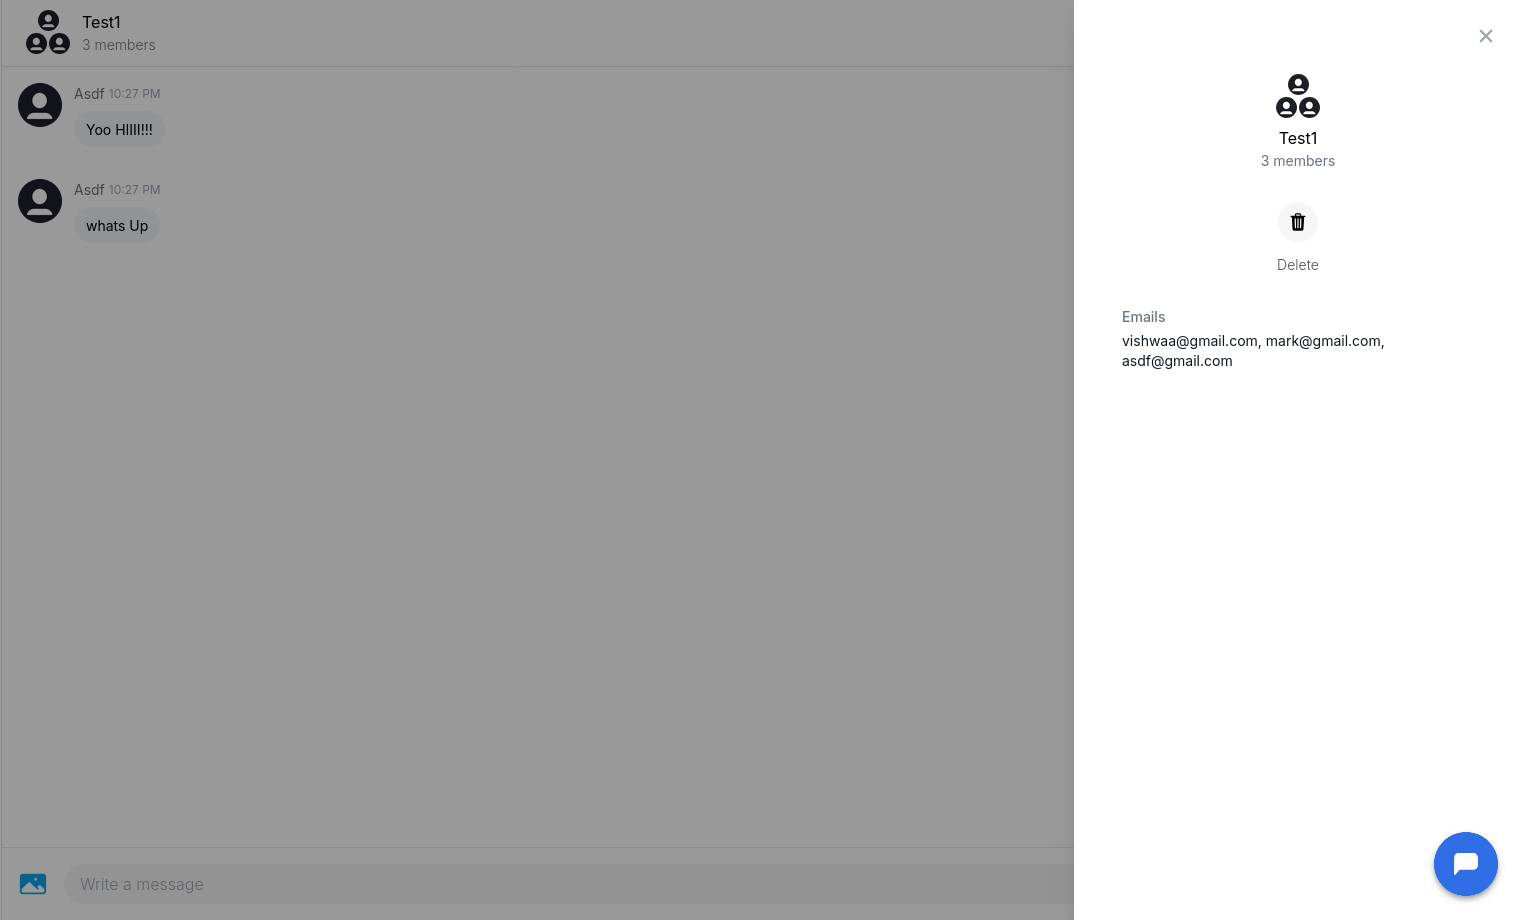 Test1
3 members
Asdf 10:27 PM
Yoo HIIII!!!
Asdf 10:27 PM
whats Up
Write a message
Test1
3 members
Delete
Emails
vishwaa@gmail.com, mark@gmail.com,
asdf@gmail.com